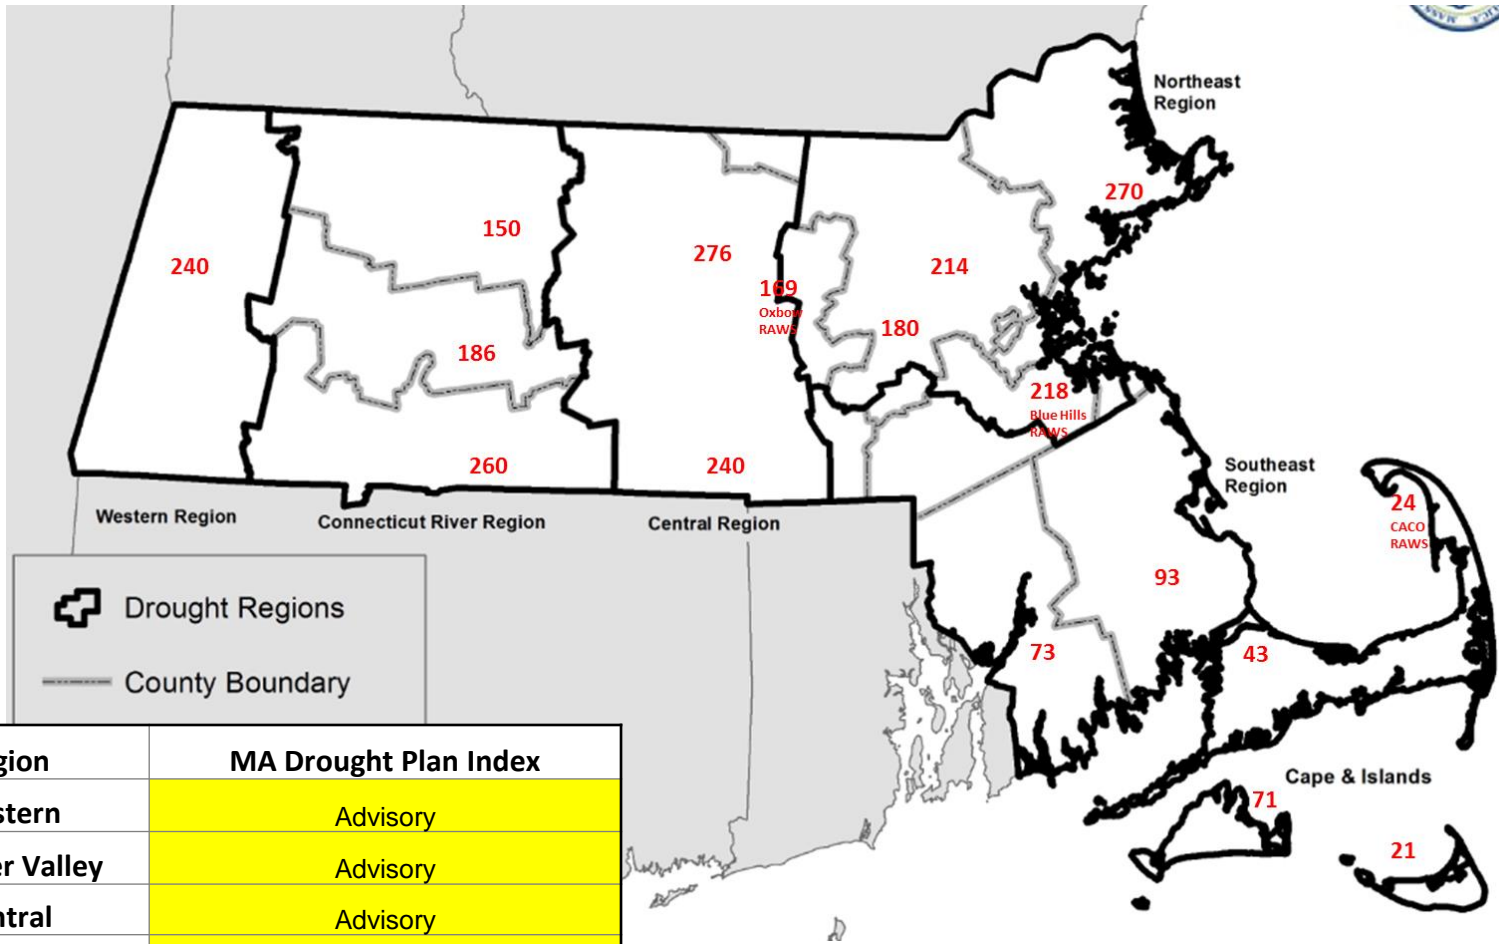 Northeast
Region
270
150
240
276
214
169
Oxbow
RAWS
180
186
218
Blue Hills
RAWS
260
240
Southeast
Region
24
CACO
RAWS
Western Region
Connecticut River Region
Central Region
93
Drought Regions
73
43
County Boundary
gion
MA Drought Plan Index
Cape & Islands
71
stern
Advisory
21
er Valley
Advisory
ntral
Advisory